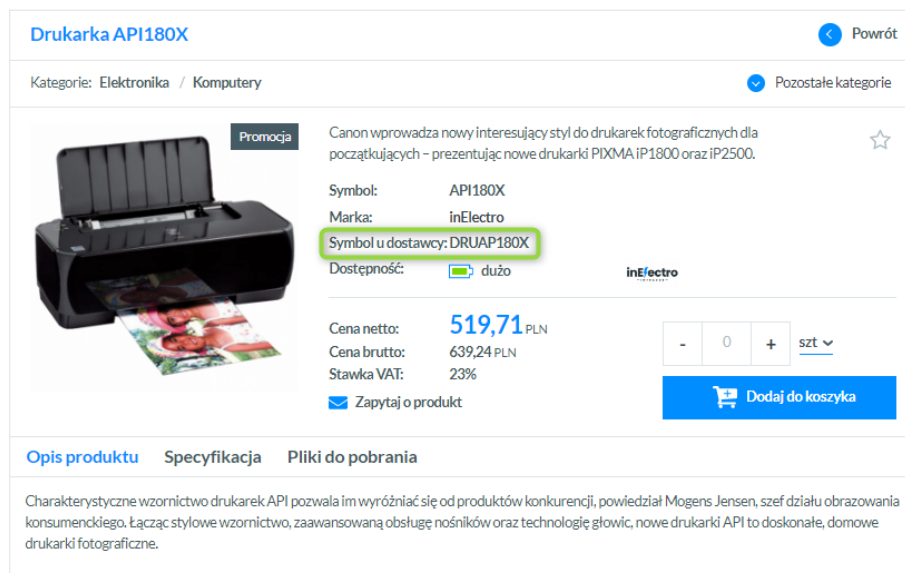 Drukarka API180X
Powrót
Kategorie: Elektronika / Komputery
Pozostałe kategorie
Promocja
Canon wprowadza nowy interesujący styl do drukarek fotograficznych dla
początkujących – prezentując nowe drukarki PIXMA iP1800 oraz iP2500.
Symbol: API180X
Marka: inElectro
Symbol u dostawcy: DRUAP180X
Dostępność: dużo
inElectro
Cena netto: 519,71 PLN
Cena brutto: 639,24 PLN
Stawka VAT: 23%
- 0 + szt
Zapytaj o produkt
Dodaj do koszyka
Opis produktu Specyfikacja Pliki do pobrania
Charakterystyczne wzornictwo drukarek API pozwala im wyróżniać się od produktów konkurencji, powiedział Mogens Jensen, szef działu obrazowania
konsumenckiego. Łącząc stylowe wzornictwo, zaawansowaną obsługę nośników oraz technologię głowic, nowe drukarki API to doskonałe, domowe
drukarki fotograficzne.